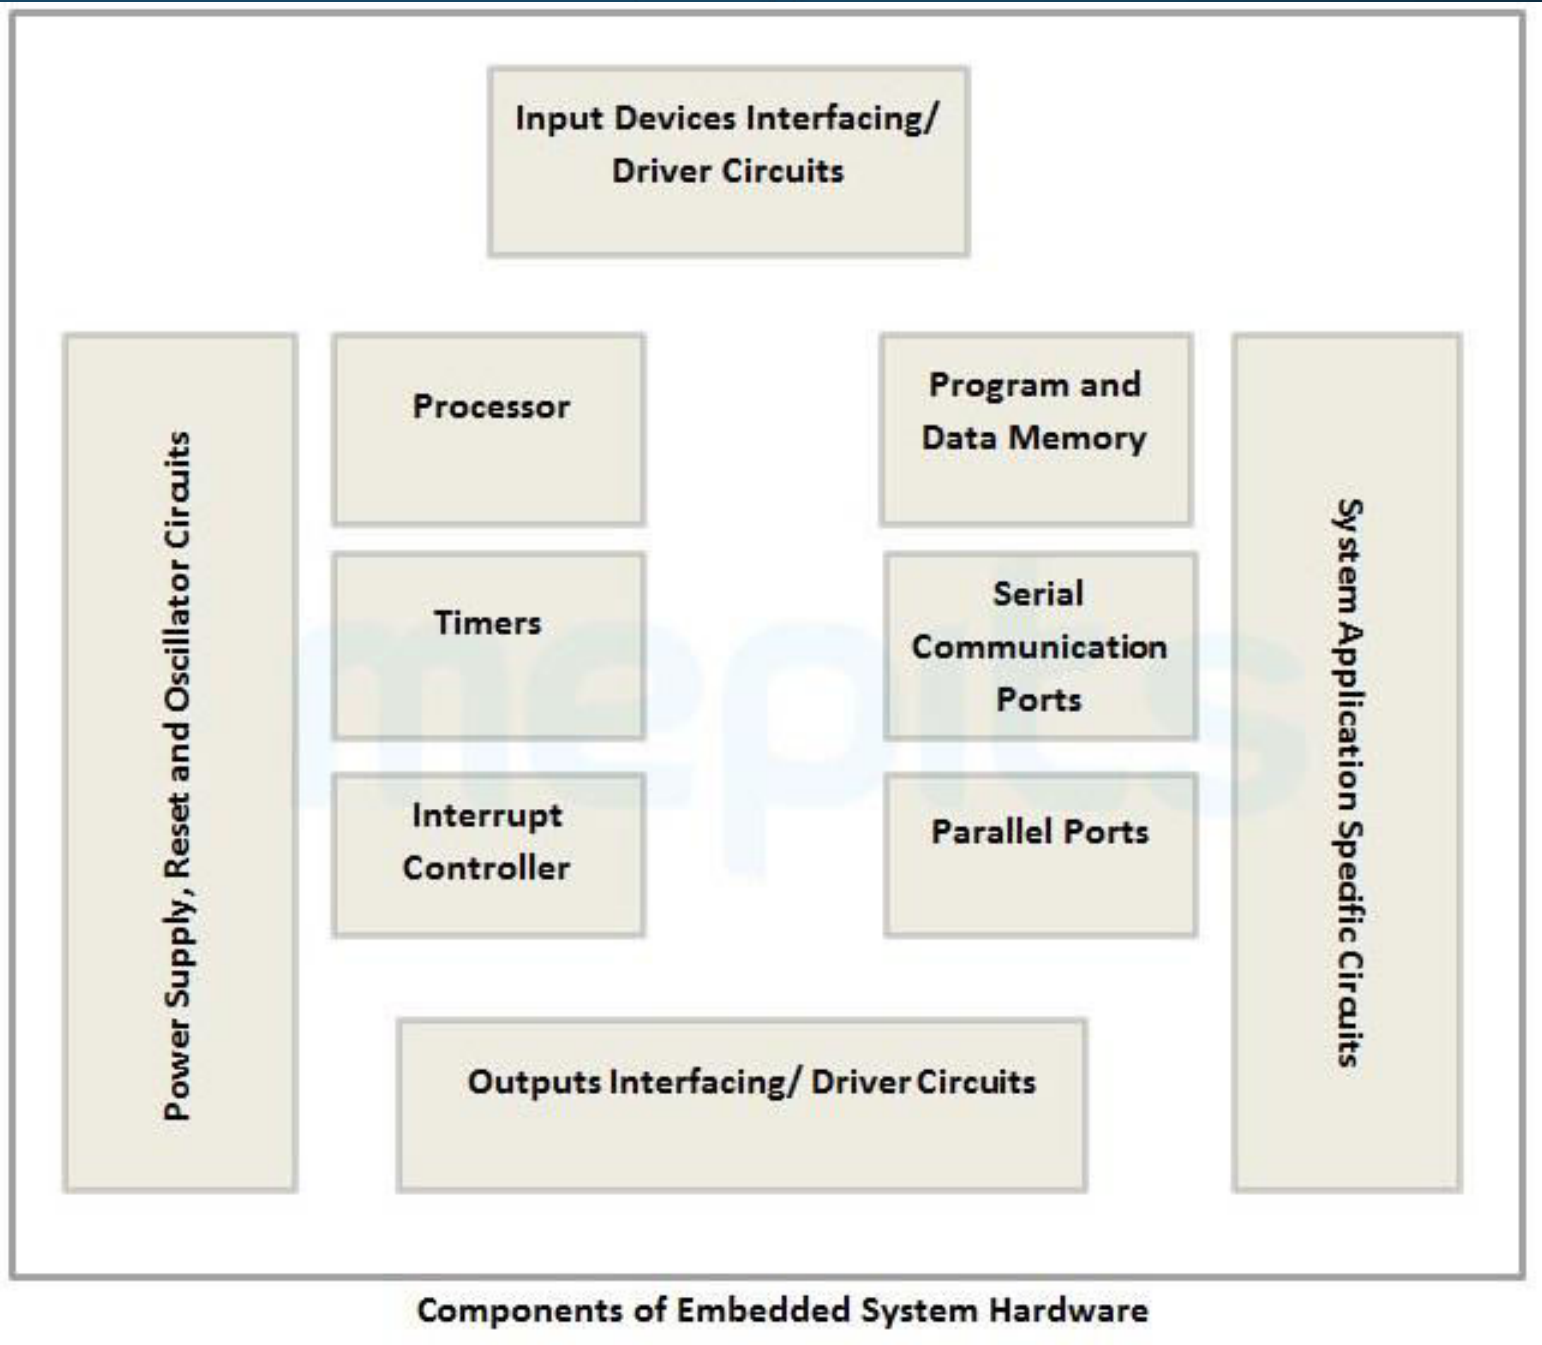 Input Devices Interfacing/
Driver Circuits
Power Supply, Reset and Oscillator Circuits
Processor
Program and
Data Memory
System Application Specific Circuits
Timers
Serial
Communication
Ports
Interrupt
Controller
Parallel Ports
mepits
Outputs Interfacing/ Driver Circuits
Components of Embedded System Hardware